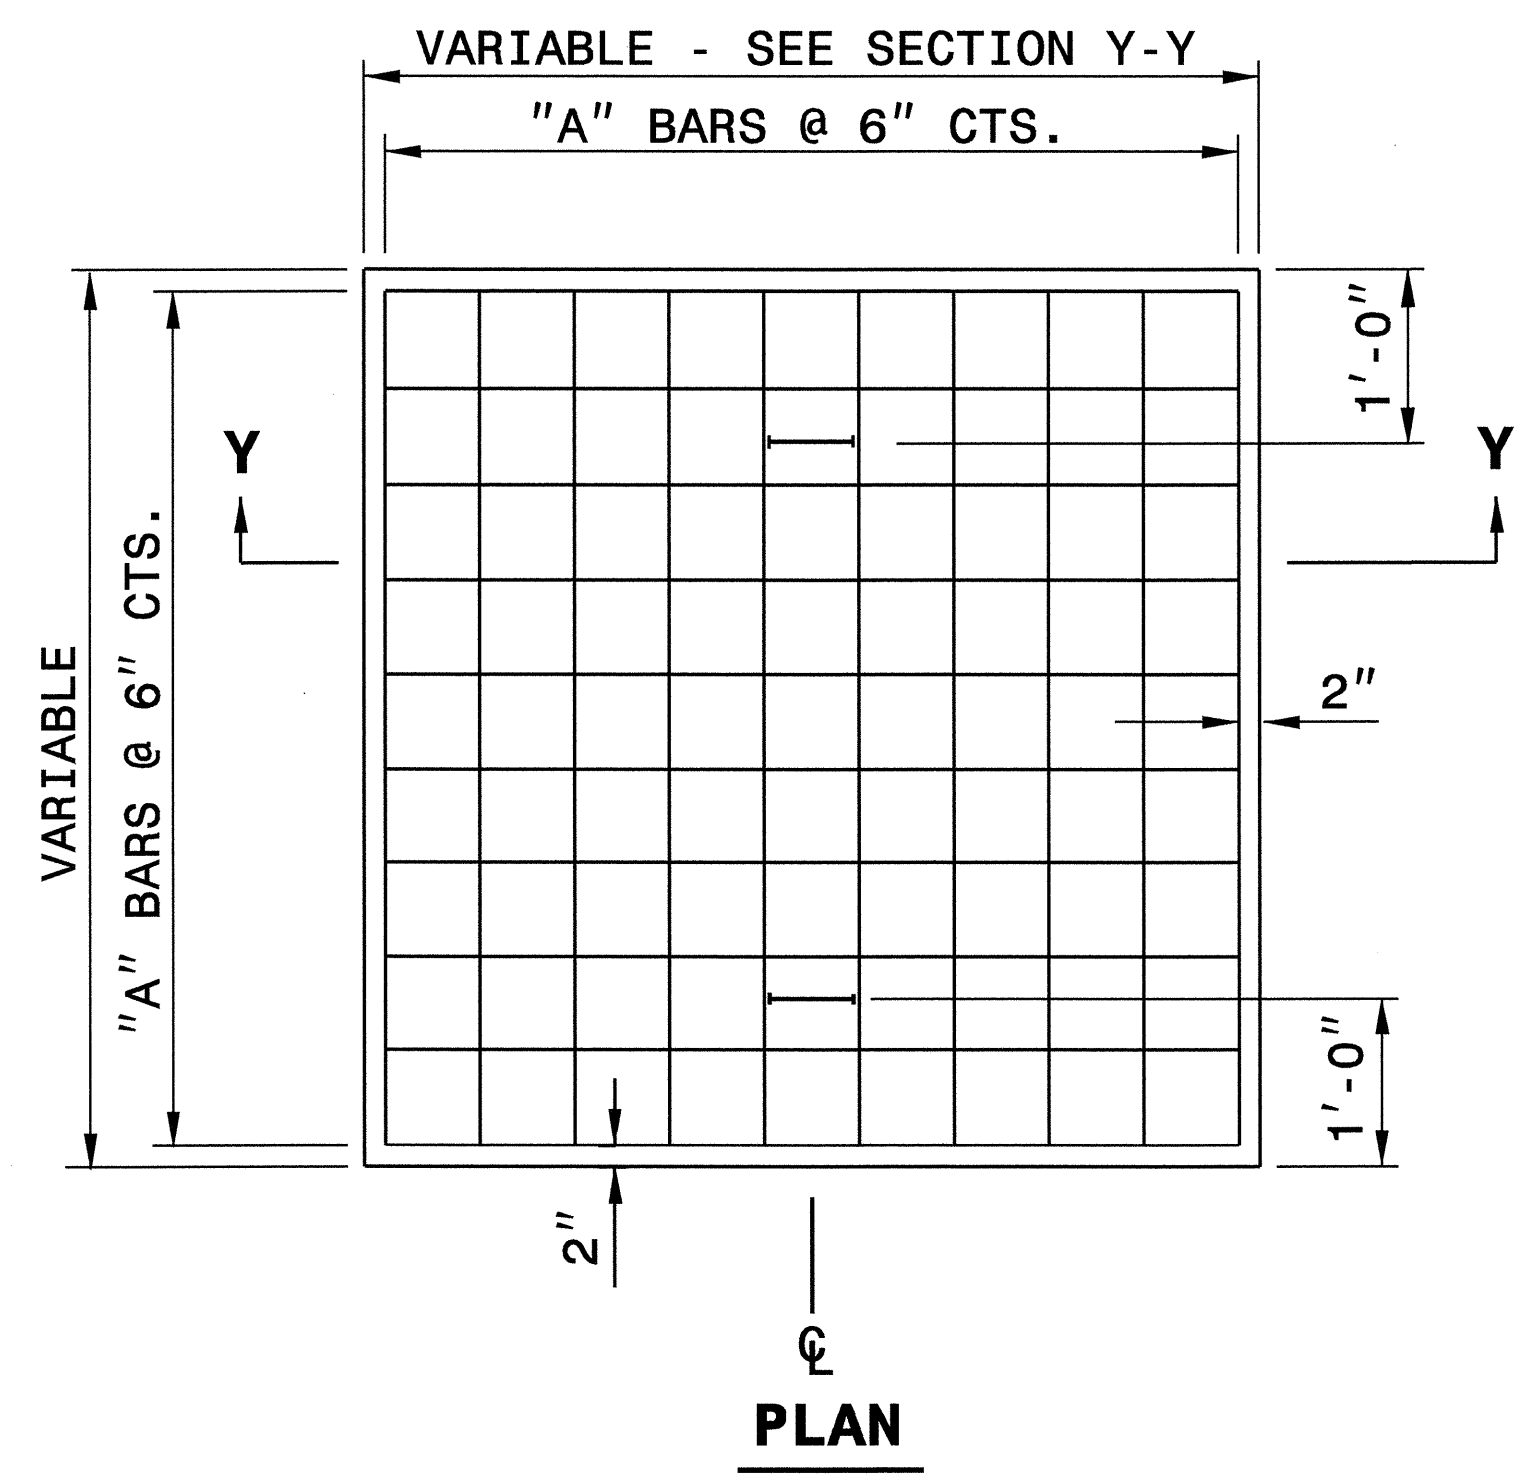 VARIABLE - SEE SECTION Y-Y
"A" BARS @ 6" CTS.
1'-0"
Y
Y
VARIABLE
"A" BARS @ 6" CTS.
2"
1'-0"
2"
℄
PLAN